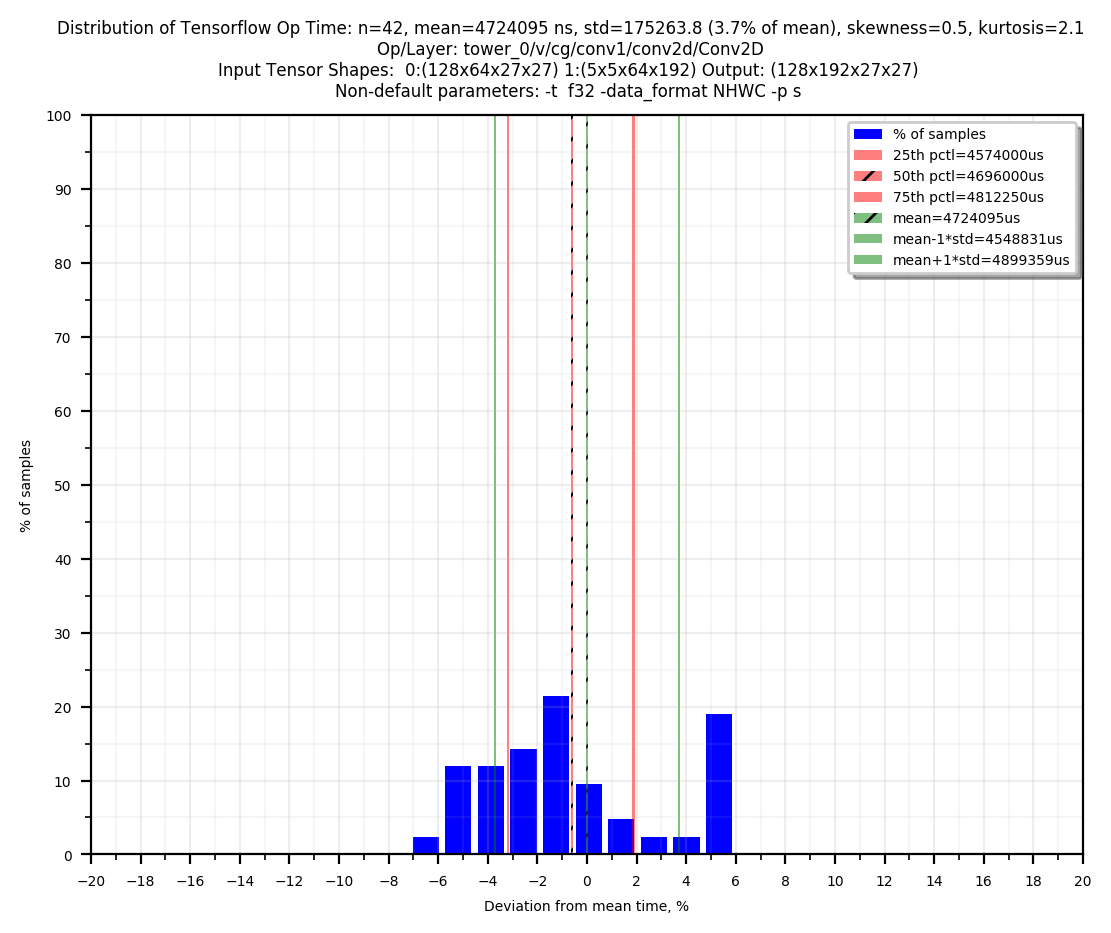 Distribution of Tensorflow Op Time: n=42, mean=4724095 ns, std=175263.8 (3.7% of mean), skewness=0.5, kurtosis=2.1
Op/Layer: tower_0/v/cg/conv1/conv2d/Conv2D
Input Tensor Shapes:  0:(128x64x27x27) 1:(5x5x64x192) Output: (128x192x27x27)
Non-default parameters: -t  f32 -data_format NHWC -p s
% of samples
25th pctl=4574000us
50th pctl=4696000us
75th pctl=4812250us
mean=4724095us
mean-1*std=4548831us
mean+1*std=4899359us
100
90
80
70
60
50
40
30
20
10
0
% of samples
−20 −18 −16 −14 −12 −10 −8 −6 −4 −2 0 2 4 6 8 10 12 14 16 18 20
Deviation from mean time, %